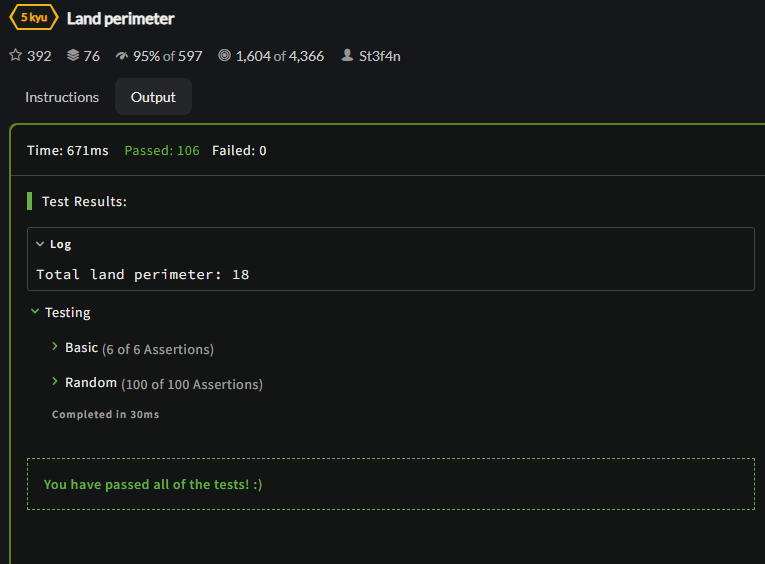 5 kyu Land perimeter
392 76 95% of 597 1,604 of 4,366 St3f4n
Instructions Output
Time: 671ms Passed: 106 Failed: 0
Test Results:
Log
Total land perimeter: 18
Testing
Basic (6 of 6 Assertions)
Random (100 of 100 Assertions)
Completed in 30ms
You have passed all of the tests! :)